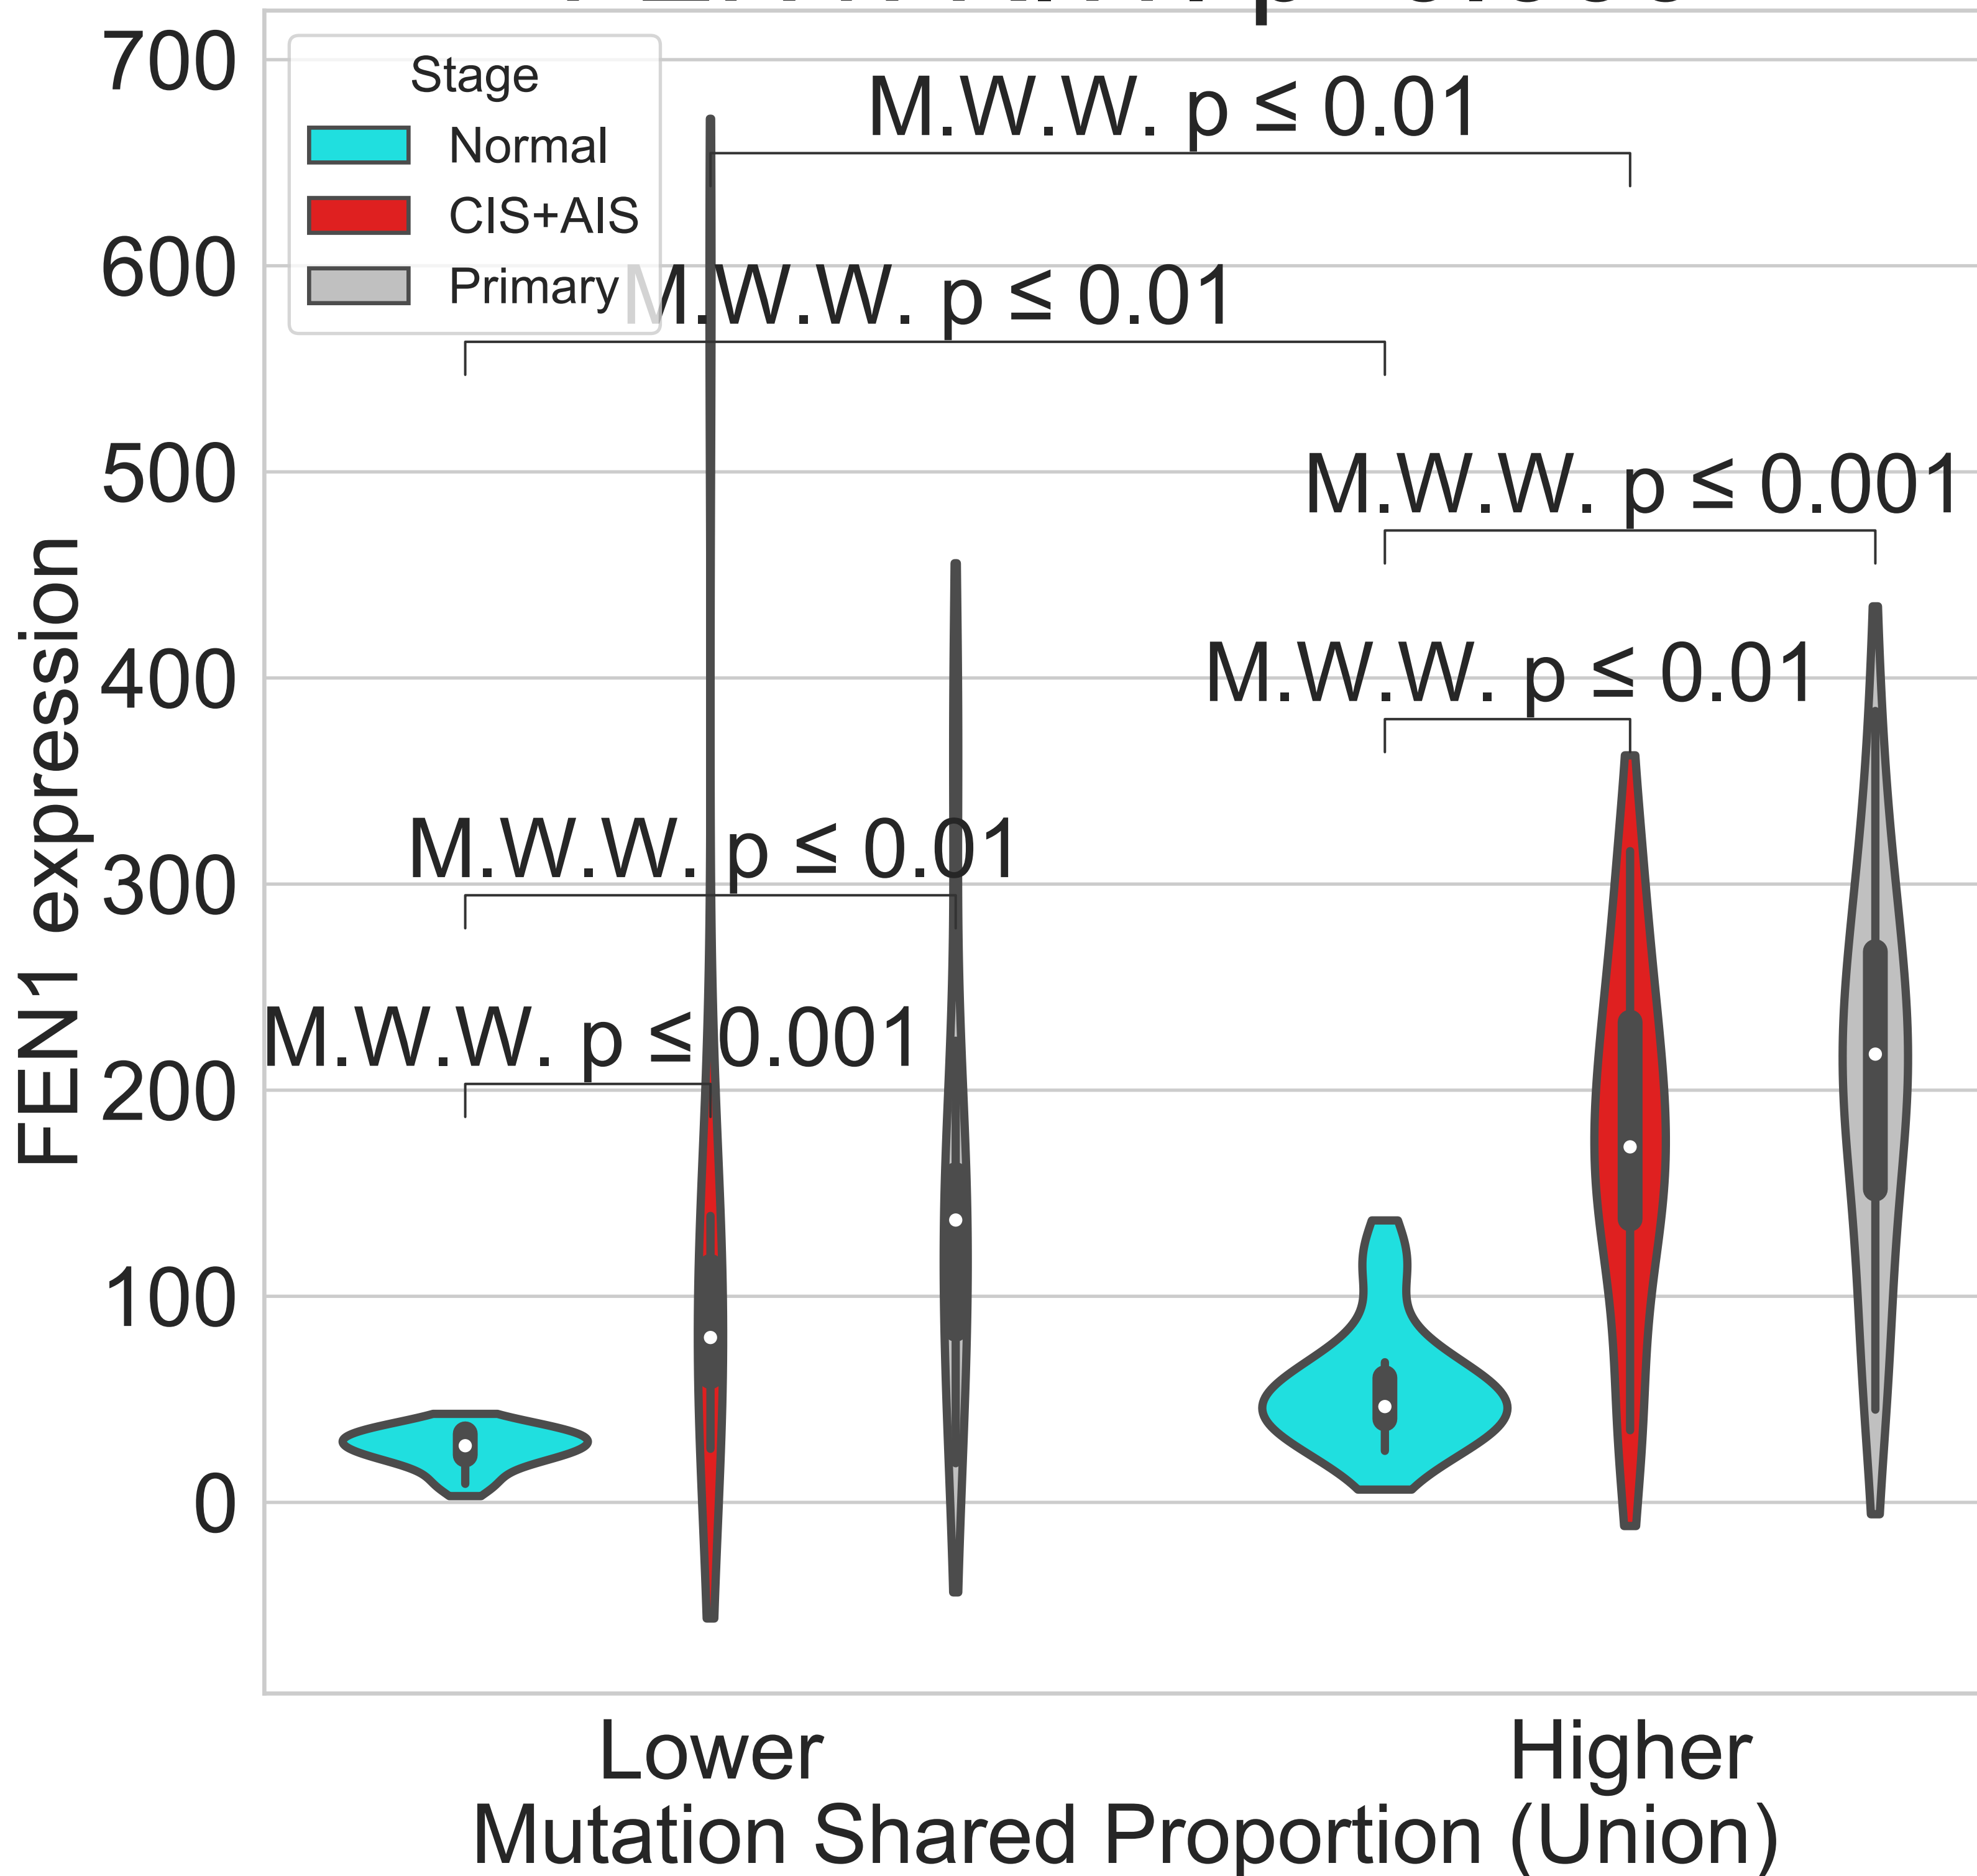 700
600
500
400
300
200
100
0
FEN1 expression
Stage
Normal
CIS+AIS
Primary
M.W.W. p ≤ 0.01
M.W.W. p ≤ 0.01
M.W.W. p ≤ 0.001
M.W.W. p ≤ 0.01
M.W.W. p ≤ 0.01
M.W.W. p ≤ 0.001
Lower
Higher
Mutation Shared Proportion (Union)